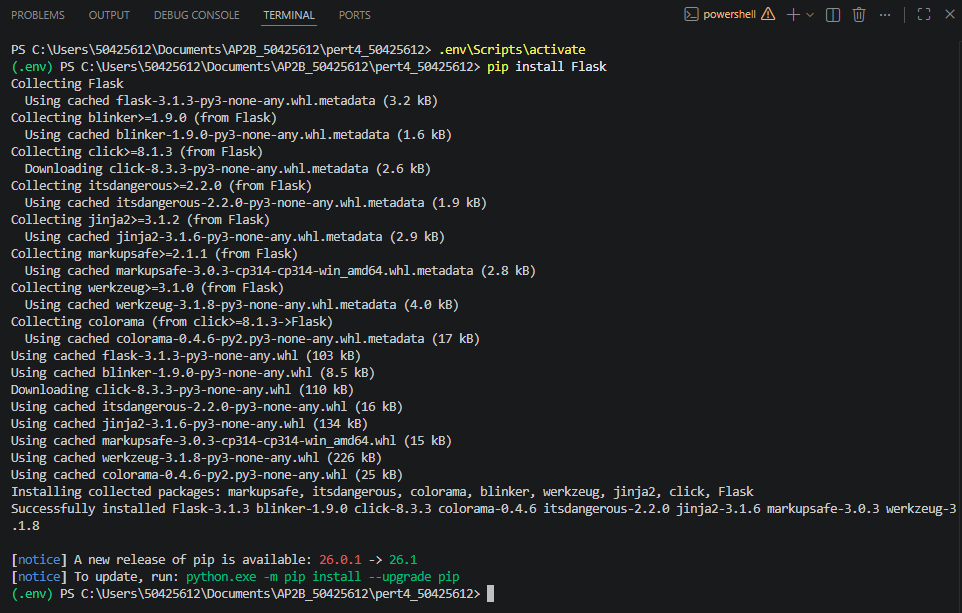 PROBLEMS OUTPUT DEBUG CONSOLE TERMINAL PORTS powershell
PS C:\Users\50425612\Documents\AP2B_50425612\pert4_50425612> .env\Scripts\activate
(.env) PS C:\Users\50425612\Documents\AP2B_50425612\pert4_50425612> pip install Flask
Collecting Flask
  Using cached flask-3.1.3-py3-none-any.whl.metadata (3.2 kB)
Collecting blinker>=1.9.0 (from Flask)
  Using cached blinker-1.9.0-py3-none-any.whl.metadata (1.6 kB)
Collecting click>=8.1.3 (from Flask)
  Downloading click-8.3.3-py3-none-any.whl.metadata (2.6 kB)
Collecting itsdangerous>=2.2.0 (from Flask)
  Using cached itsdangerous-2.2.0-py3-none-any.whl.metadata (1.9 kB)
Collecting jinja2>=3.1.2 (from Flask)
  Using cached jinja2-3.1.6-py3-none-any.whl.metadata (2.9 kB)
Collecting markupsafe>=2.1.1 (from Flask)
  Using cached markupsafe-3.0.3-cp314-cp314-win_amd64.whl.metadata (2.8 kB)
Collecting werkzeug>=3.1.0 (from Flask)
  Using cached werkzeug-3.1.8-py3-none-any.whl.metadata (4.0 kB)
Collecting colorama (from click>=8.1.3->Flask)
  Using cached colorama-0.4.6-py2.py3-none-any.whl.metadata (17 kB)
Using cached flask-3.1.3-py3-none-any.whl (103 kB)
Using cached blinker-1.9.0-py3-none-any.whl (8.5 kB)
Downloading click-8.3.3-py3-none-any.whl (110 kB)
Using cached itsdangerous-2.2.0-py3-none-any.whl (16 kB)
Using cached jinja2-3.1.6-py3-none-any.whl (134 kB)
Using cached markupsafe-3.0.3-cp314-cp314-win_amd64.whl (15 kB)
Using cached werkzeug-3.1.8-py3-none-any.whl (226 kB)
Using cached colorama-0.4.6-py2.py3-none-any.whl (25 kB)
Installing collected packages: markupsafe, itsdangerous, colorama, blinker, werkzeug, jinja2, click, Flask
Successfully installed Flask-3.1.3 blinker-1.9.0 click-8.3.3 colorama-0.4.6 itsdangerous-2.2.0 jinja2-3.1.6 markupsafe-3.0.3 werkzeug-3
.1.8
[notice] A new release of pip is available: 26.0.1 -> 26.1
[notice] To update, run: python.exe -m pip install --upgrade pip
(.env) PS C:\Users\50425612\Documents\AP2B_50425612\pert4_50425612>